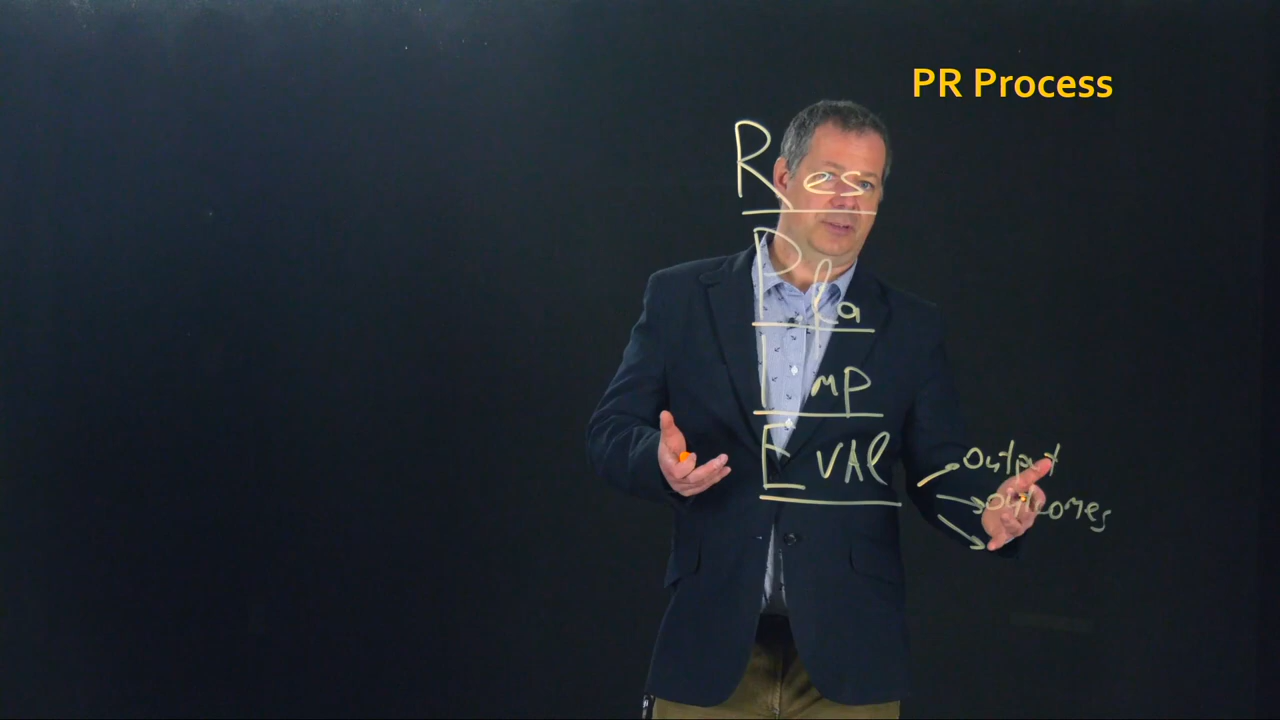 PR Process
Res
Pla
Imp
EVAl
Output
Outcomes